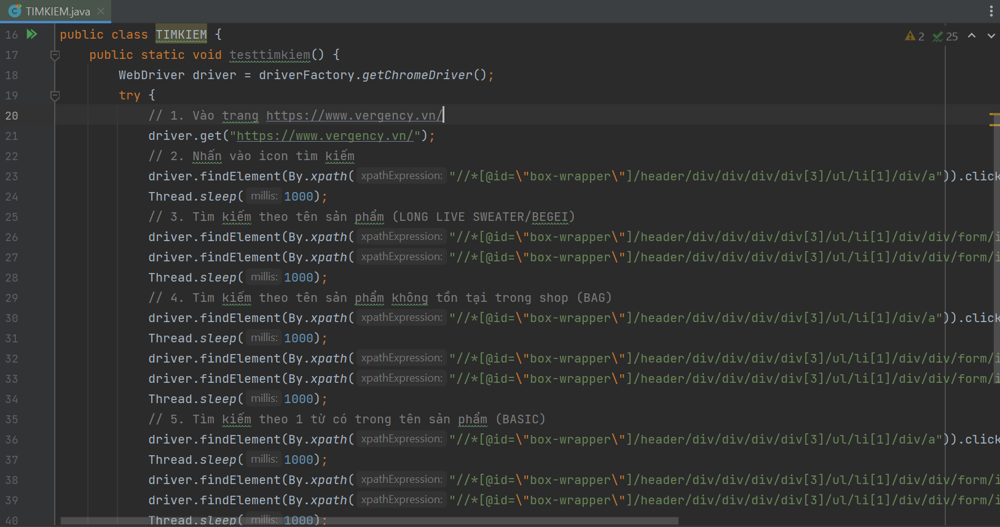 TIMKIEM.java
2 25
16 public class TIMKIEM {
17 public static void testtimkiem() {
18 WebDriver driver = driverFactory.getChromeDriver();
19 try {
20 // 1. Vào trang https://www.vergency.vn/
21 driver.get("https://www.vergency.vn/");
22 // 2. Nhấn vào icon tìm kiếm
23 driver.findElement(By.xpath( xpathExpression: "//*[@id=\"box-wrapper\"]/header/div/div/div/div[3]/ul/li[1]/div/a")).click
24 Thread.sleep( millis: 1000);
25 // 3. Tìm kiếm theo tên sản phẩm (LONG LIVE SWEATER/BEGEI)
26 driver.findElement(By.xpath( xpathExpression: "//*[@id=\"box-wrapper\"]/header/div/div/div/div[3]/ul/li[1]/div/div/form/i
27 driver.findElement(By.xpath( xpathExpression: "//*[@id=\"box-wrapper\"]/header/div/div/div/div[3]/ul/li[1]/div/div/form/i
28 Thread.sleep( millis: 1000);
29 // 4. Tìm kiếm theo tên sản phẩm không tồn tại trong shop (BAG)
30 driver.findElement(By.xpath( xpathExpression: "//*[@id=\"box-wrapper\"]/header/div/div/div/div[3]/ul/li[1]/div/a")).click
31 Thread.sleep( millis: 1000);
32 driver.findElement(By.xpath( xpathExpression: "//*[@id=\"box-wrapper\"]/header/div/div/div/div[3]/ul/li[1]/div/div/form/i
33 driver.findElement(By.xpath( xpathExpression: "//*[@id=\"box-wrapper\"]/header/div/div/div/div[3]/ul/li[1]/div/div/form/i
34 Thread.sleep( millis: 1000);
35 // 5. Tìm kiếm theo 1 từ có trong tên sản phẩm (BASIC)
36 driver.findElement(By.xpath( xpathExpression: "//*[@id=\"box-wrapper\"]/header/div/div/div/div[3]/ul/li[1]/div/a")).click
37 Thread.sleep( millis: 1000);
38 driver.findElement(By.xpath( xpathExpression: "//*[@id=\"box-wrapper\"]/header/div/div/div/div[3]/ul/li[1]/div/div/form/i
39 driver.findElement(By.xpath( xpathExpression: "//*[@id=\"box-wrapper\"]/header/div/div/div/div[3]/ul/li[1]/div/div/form/i
40 Thread.sleep( millis: 1000);